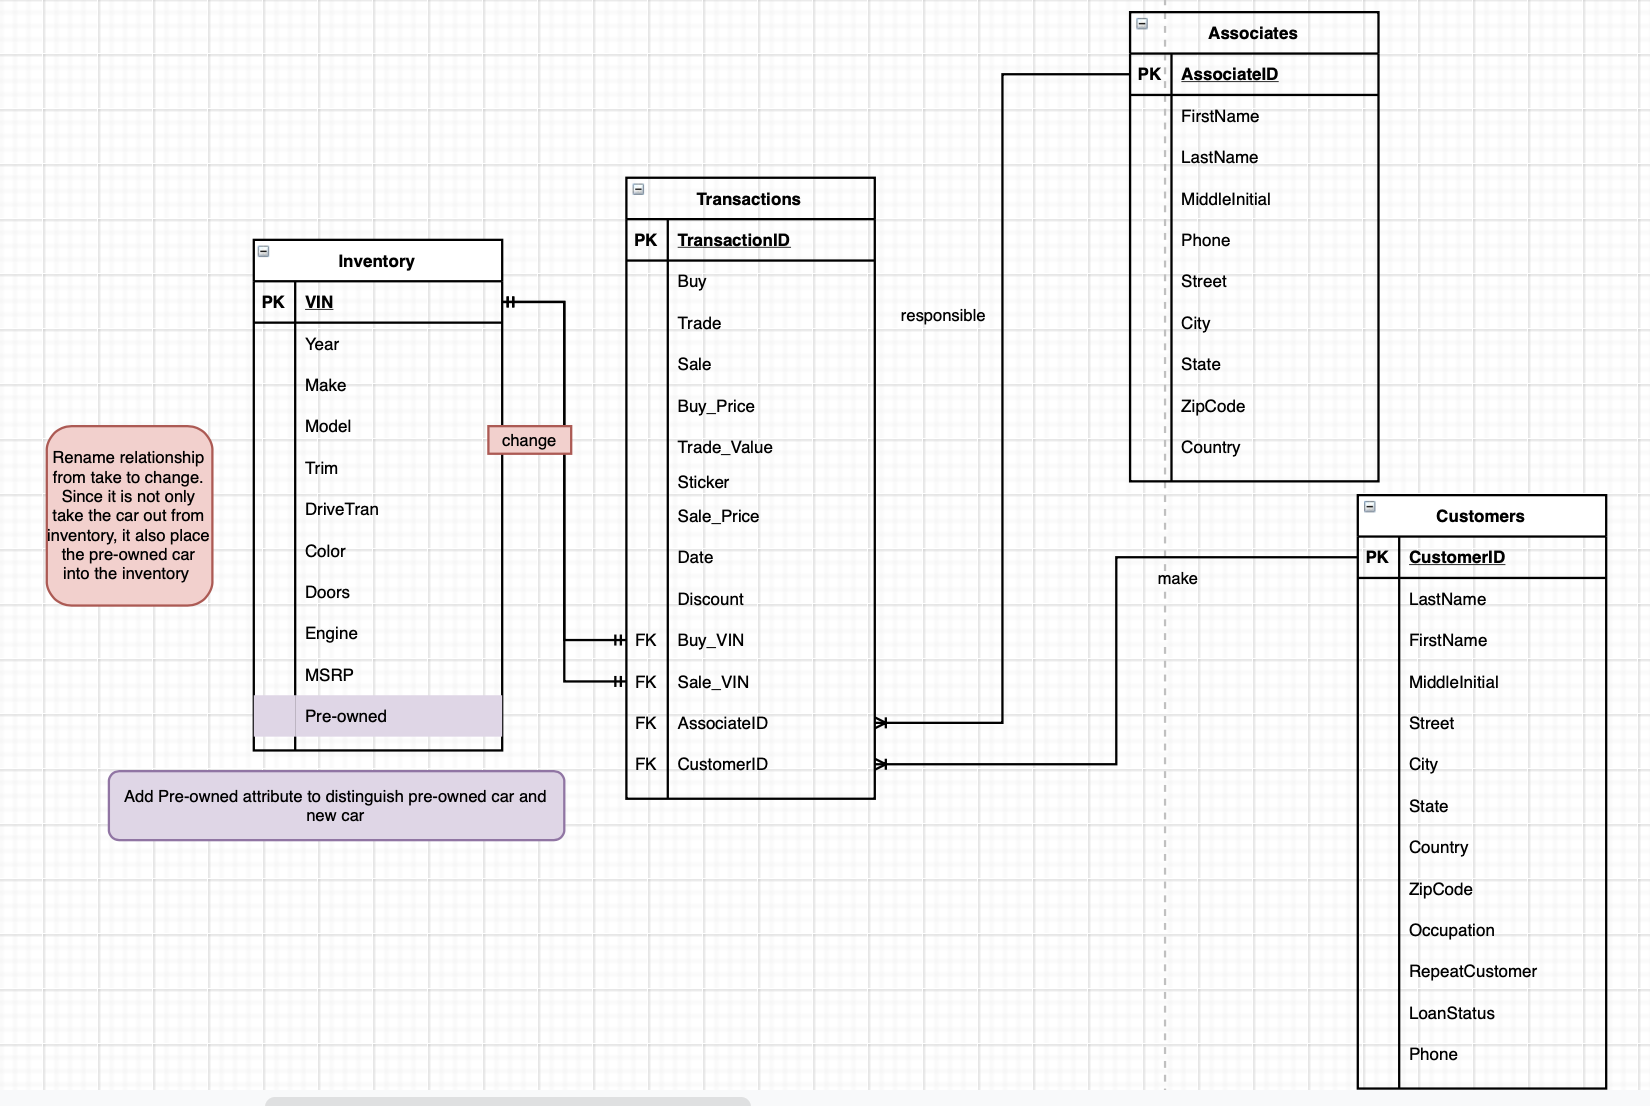 Associates
PK AssociateID
FirstName
LastName
MiddleInitial
Phone
Street
City
State
ZipCode
Country
Transactions
PK TransactionID
Buy
Trade
Sale
Buy_Price
Trade_Value
Sticker
Sale_Price
Date
Discount
FK Buy_VIN
FK Sale_VIN
FK AssociateID
FK CustomerID
responsible
Inventory
PK VIN
Year
Make
Model
Trim
DriveTran
Color
Doors
Engine
MSRP
Pre-owned
change
Rename relationship
from take to change.
Since it is not only
take the car out from
inventory, it also place
the pre-owned car
into the inventory
Add Pre-owned attribute to distinguish pre-owned car and
new car
make
Customers
PK CustomerID
LastName
FirstName
MiddleInitial
Street
City
State
Country
ZipCode
Occupation
RepeatCustomer
LoanStatus
Phone